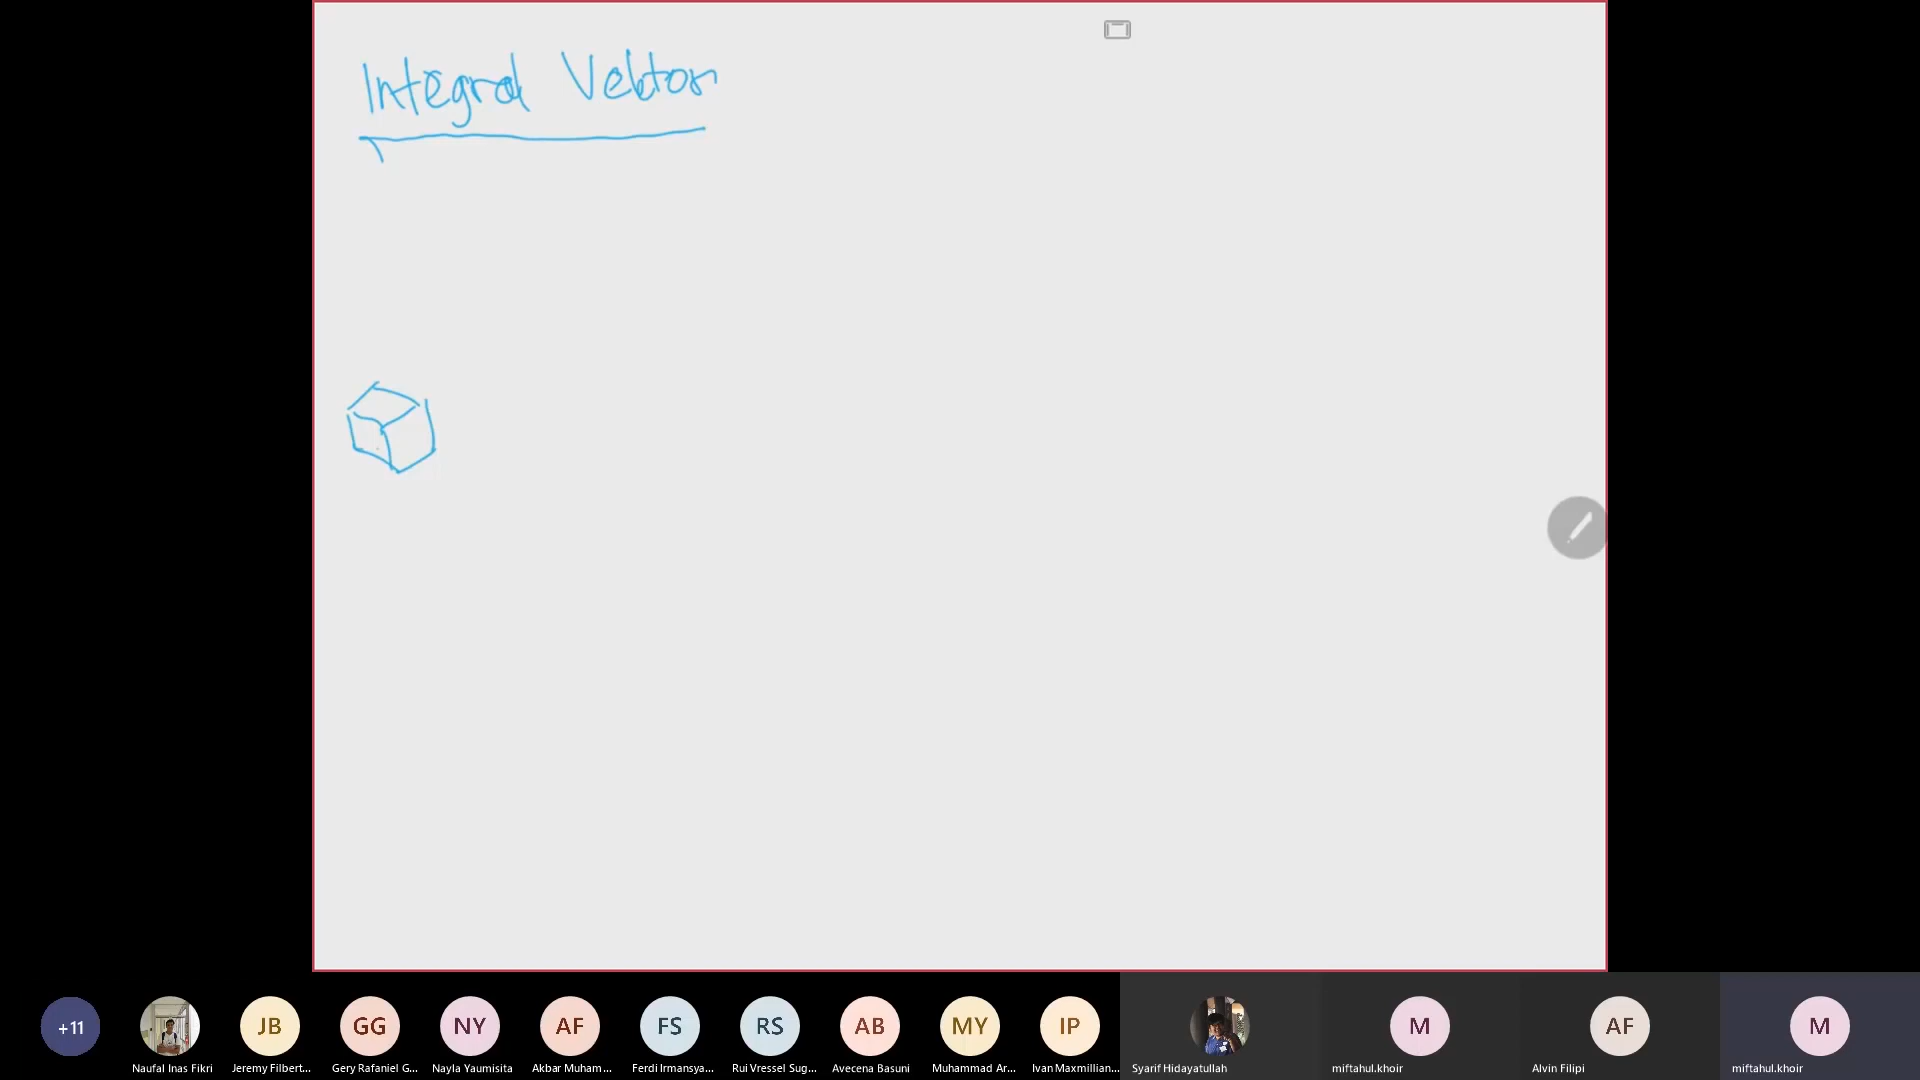 Integral Vektor
+11
Naufal Inas Fikri
JB
Jeremy Filbert...
GG
Gery Rafaniel G...
NY
Nayla Yaumisita
AF
Akbar Muham...
FS
Ferdi Irmansya...
RS
Rui Vressel Sug...
AB
Avecena Basuni
MY
Muhammad Ar...
IP
Ivan Maxmillian...
Syarif Hidayatullah
M
miftahul.khoir
AF
Alvin Filipi
M
miftahul.khoir